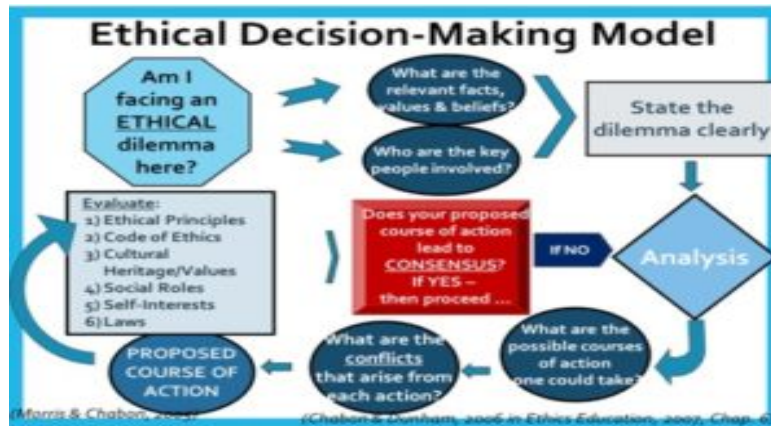 Ethical Decision-Making Model
Am I
facing an
ETHICAL
dilemma
here?
What are the
relevant facts,
values & beliefs?
Who are the key
people involved?
State the
dilemma clearly
Analysis
What are the
possible courses
of action
one could take?
What are the
conflicts
that arise from
each action?
PROPOSED
COURSE OF
ACTION
Evaluate:
1) Ethical Principles
2) Code of Ethics
3) Cultural
Heritage/Values
4) Social Roles
5) Self-Interests
6) Laws
Does your proposed
course of action
lead to
CONSENSUS?
If YES –
then proceed ...
If NO
(Morris & Chabon, 2005)
(Chabon & Dunham, 2006 in Ethics Education, 2007, Chap. 6)